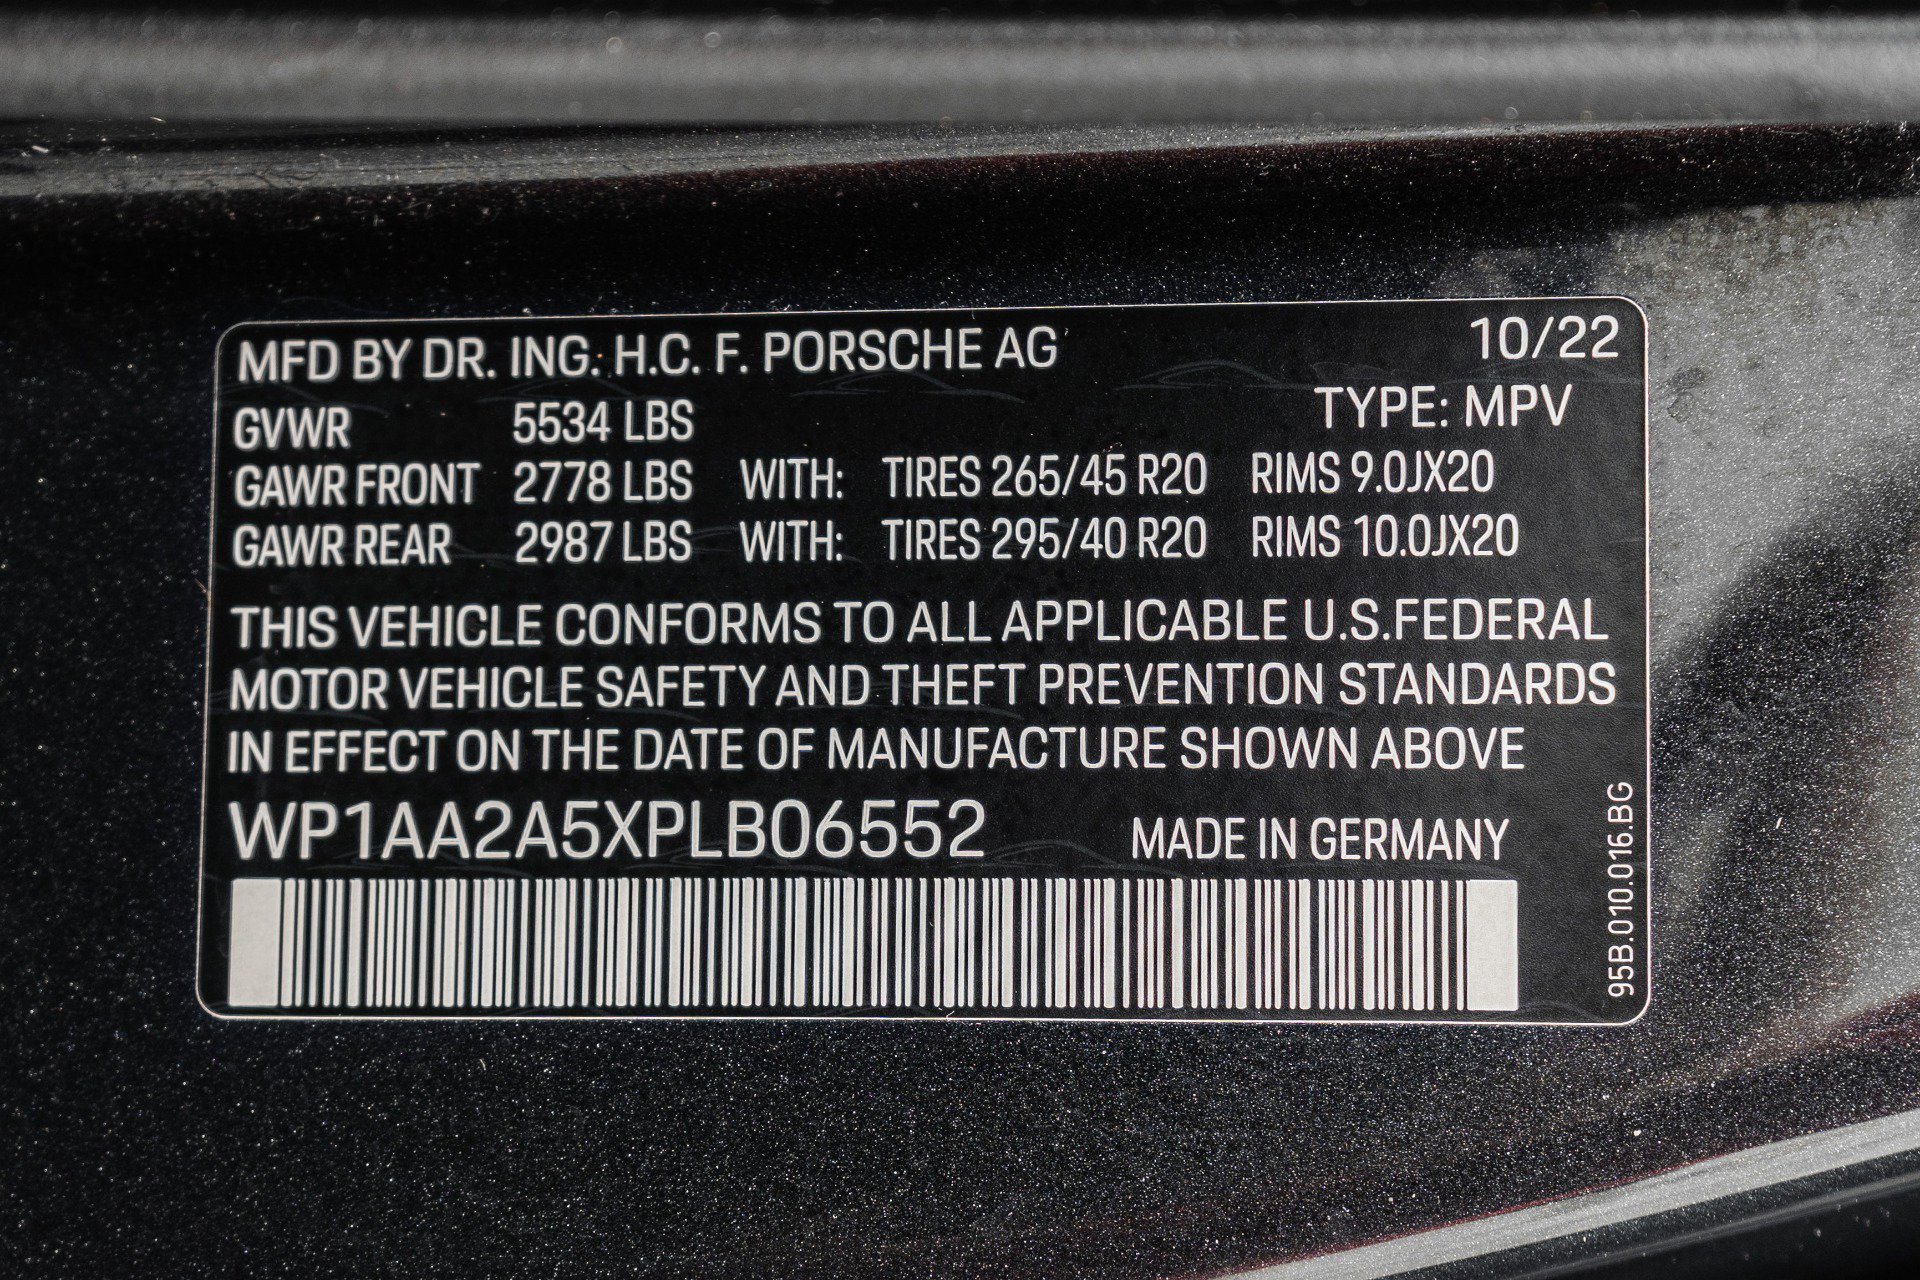 MFD BY DR. ING. H.C. F. PORSCHE AG 10/22
TYPE: MPV
GVWR 5534 LBS
GAWR FRONT 2778 LBS WITH: TIRES 265/45 R20 RIMS 9.0JX20
GAWR REAR 2987 LBS WITH: TIRES 295/40 R20 RIMS 10.0JX20
THIS VEHICLE CONFORMS TO ALL APPLICABLE U.S.FEDERAL
MOTOR VEHICLE SAFETY AND THEFT PREVENTION STANDARDS
IN EFFECT ON THE DATE OF MANUFACTURE SHOWN ABOVE
WP1AA2A5XPLB06552 MADE IN GERMANY
95B.010.016.BG